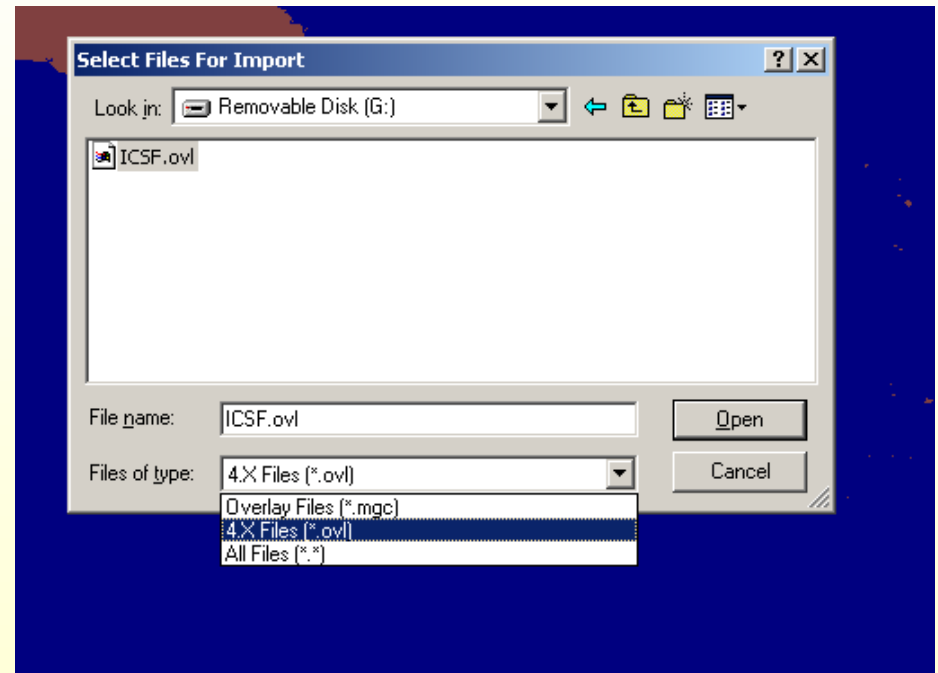 Select Files For Import
Look in: Removable Disk (G:)
ICSF.ovl
File name: ICSF.ovl Open
Files of type: 4.X Files (*.ovl) Cancel
Overlay Files (*.mgc)
4.X Files (*.ovl)
All Files (*.*)